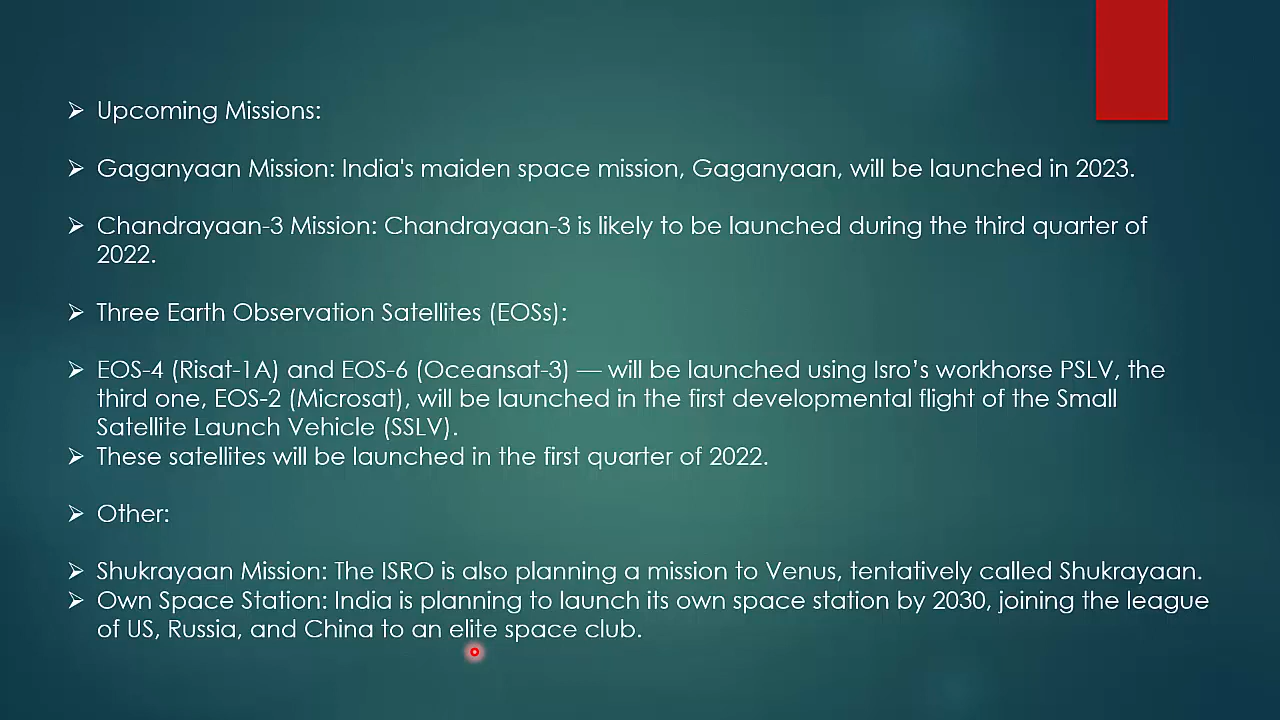 ➢ Upcoming Missions:
➢ Gaganyaan Mission: India's maiden space mission, Gaganyaan, will be launched in 2023.
➢ Chandrayaan-3 Mission: Chandrayaan-3 is likely to be launched during the third quarter of
2022.
➢ Three Earth Observation Satellites (EOSs):
➢ EOS-4 (Risat-1A) and EOS-6 (Oceansat-3) — will be launched using Isro’s workhorse PSLV, the
third one, EOS-2 (Microsat), will be launched in the first developmental flight of the Small
Satellite Launch Vehicle (SSLV).
➢ These satellites will be launched in the first quarter of 2022.
➢ Other:
➢ Shukrayaan Mission: The ISRO is also planning a mission to Venus, tentatively called Shukrayaan.
➢ Own Space Station: India is planning to launch its own space station by 2030, joining the league
of US, Russia, and China to an elite space club.